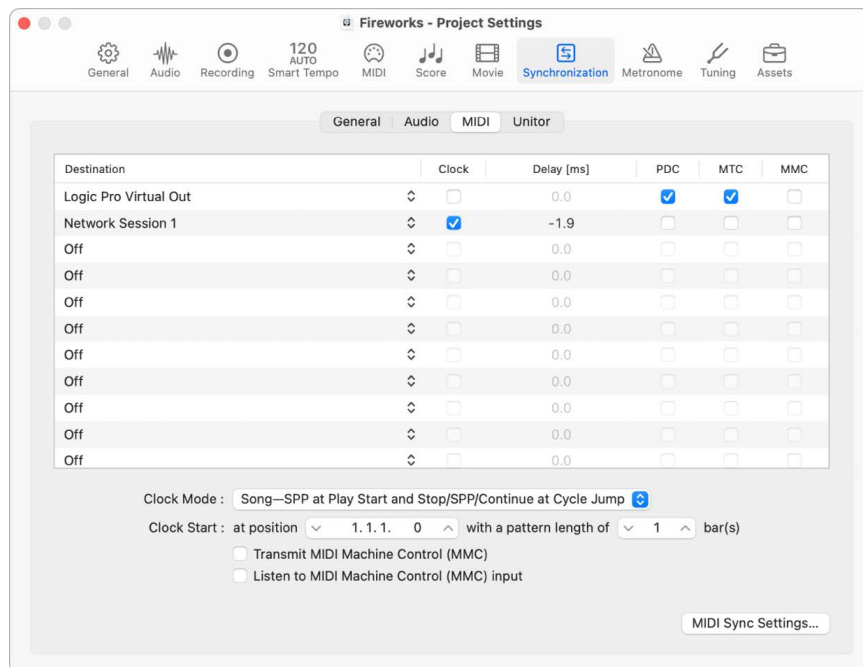 Fireworks - Project Settings
General Audio Recording 120 AUTO Smart Tempo MIDI Score Movie Synchronization Metronome Tuning Assets
General Audio MIDI Unitor
Destination Clock Delay [ms] PDC MTC MMC
Logic Pro Virtual Out 0.0
Network Session 1 -1.9
Off 0.0
Off 0.0
Off 0.0
Off 0.0
Off 0.0
Off 0.0
Off 0.0
Off 0.0
Off 0.0
Clock Mode : Song—SPP at Play Start and Stop/SPP/Continue at Cycle Jump
Clock Start : at position 1. 1. 1. 0 with a pattern length of 1 bar(s)
Transmit MIDI Machine Control (MMC)
Listen to MIDI Machine Control (MMC) input
MIDI Sync Settings...